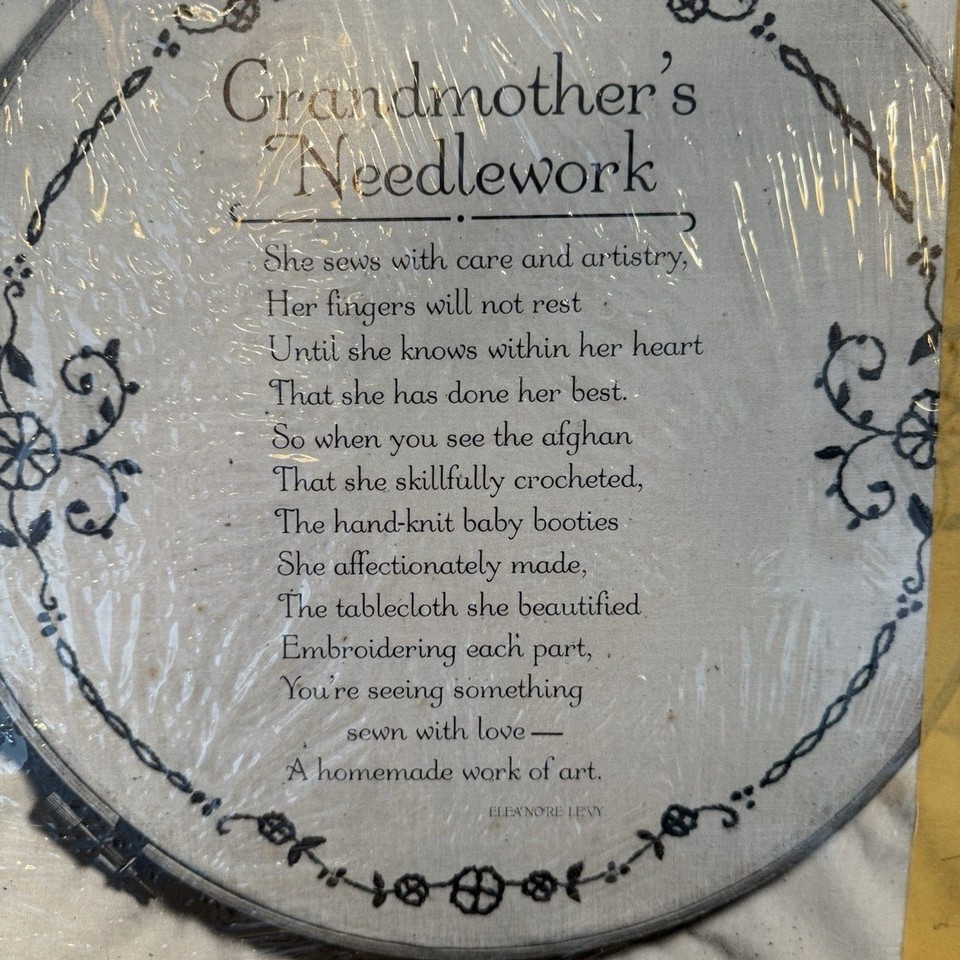 Grandmother's
Needlework
She sews with care and artistry,
Her fingers will not rest
Until she knows within her heart
That she has done her best.
So when you see the afghan
That she skillfully crocheted,
The hand-knit baby booties
She affectionately made,
The tablecloth she beautified
Embroidering each part,
You're seeing something
sewn with love —
A homemade work of art.
ELEANORE LEVY